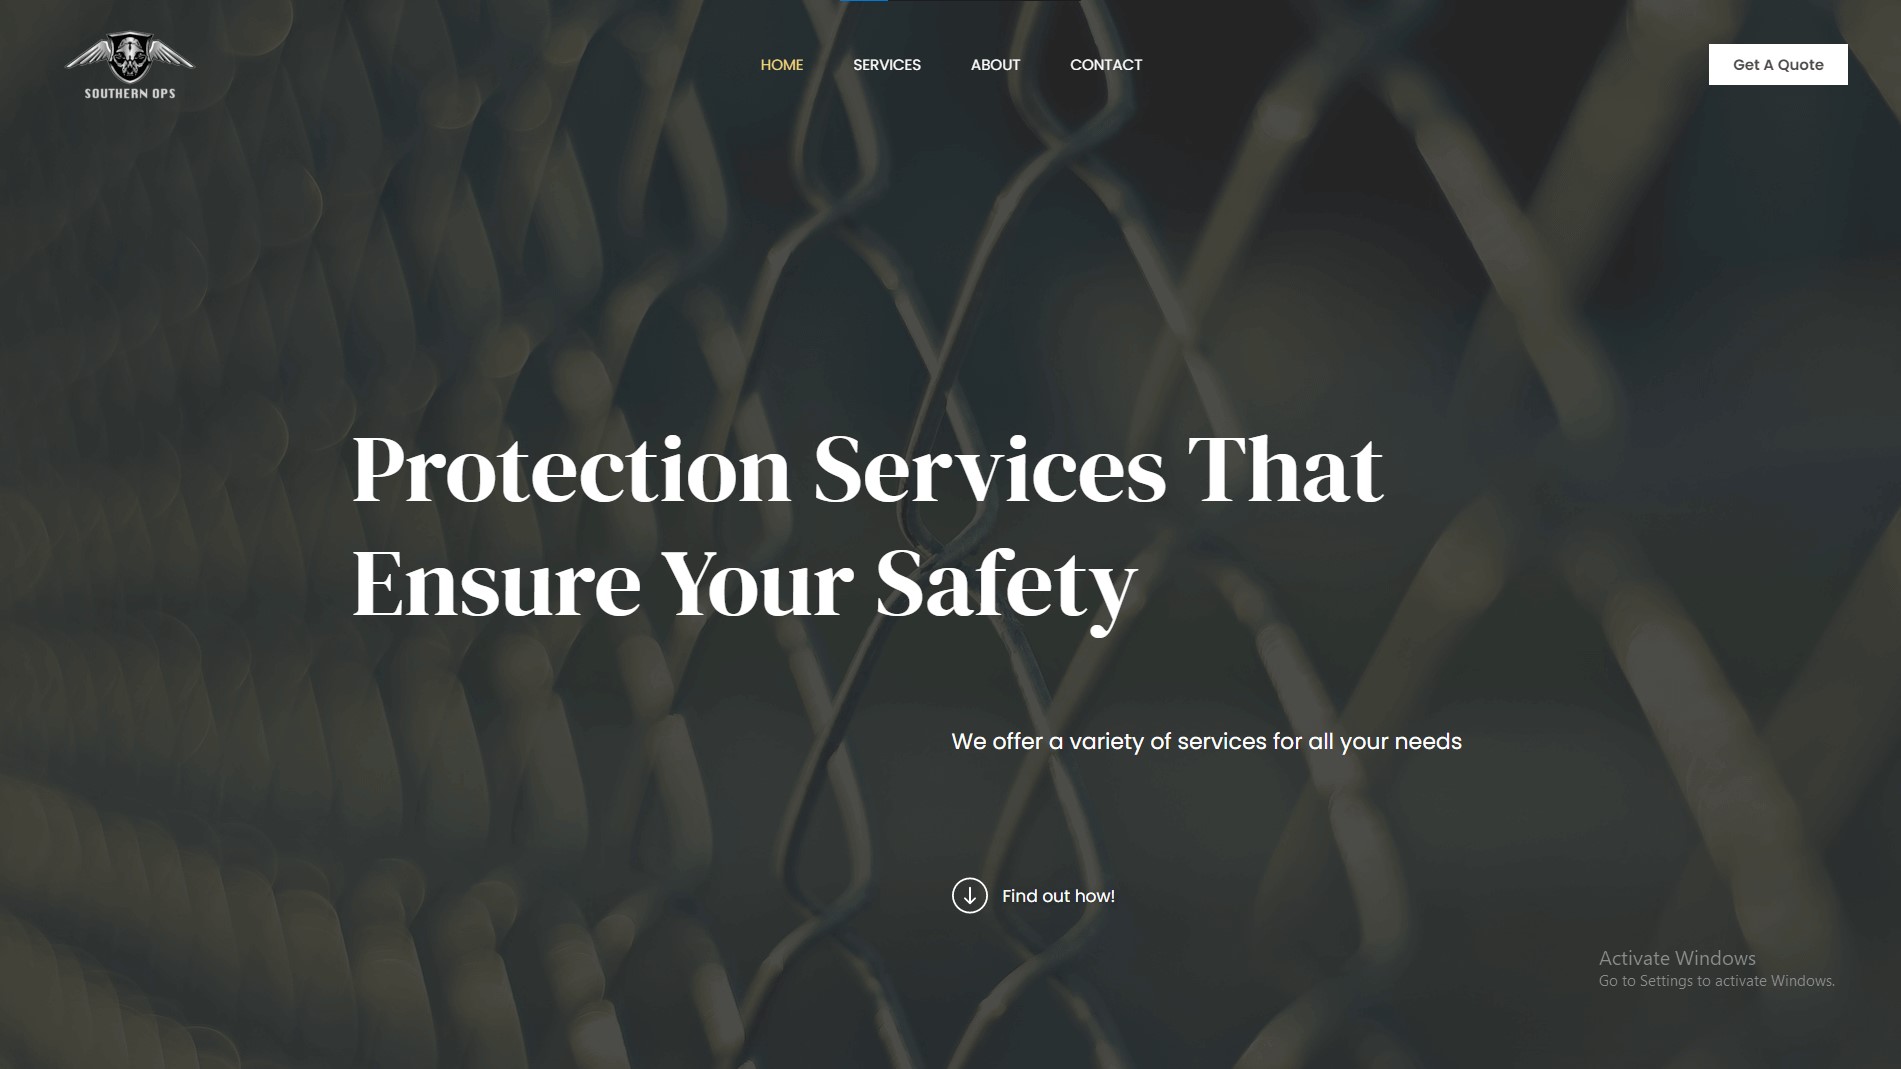 SOUTHERN OPS
HOME SERVICES ABOUT CONTACT
Get A Quote
Protection Services That
Ensure Your Safety
We offer a variety of services for all your needs
Find out how!
Activate Windows
Go to Settings to activate Windows.